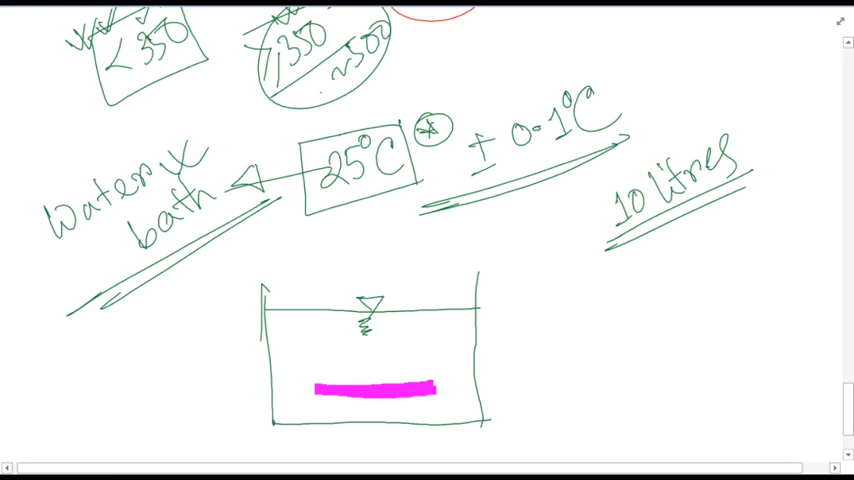 < 350
350
~ 500
Water
bath
25°C * ± 0.1°C
10 litres